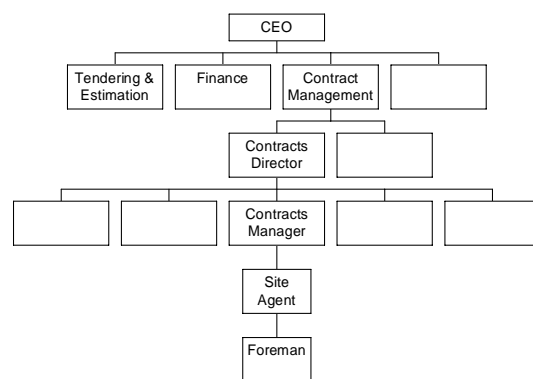 CEO
Tendering &
Estimation
Finance
Contract
Management
Contracts
Director
Contracts
Manager
Site
Agent
Foreman